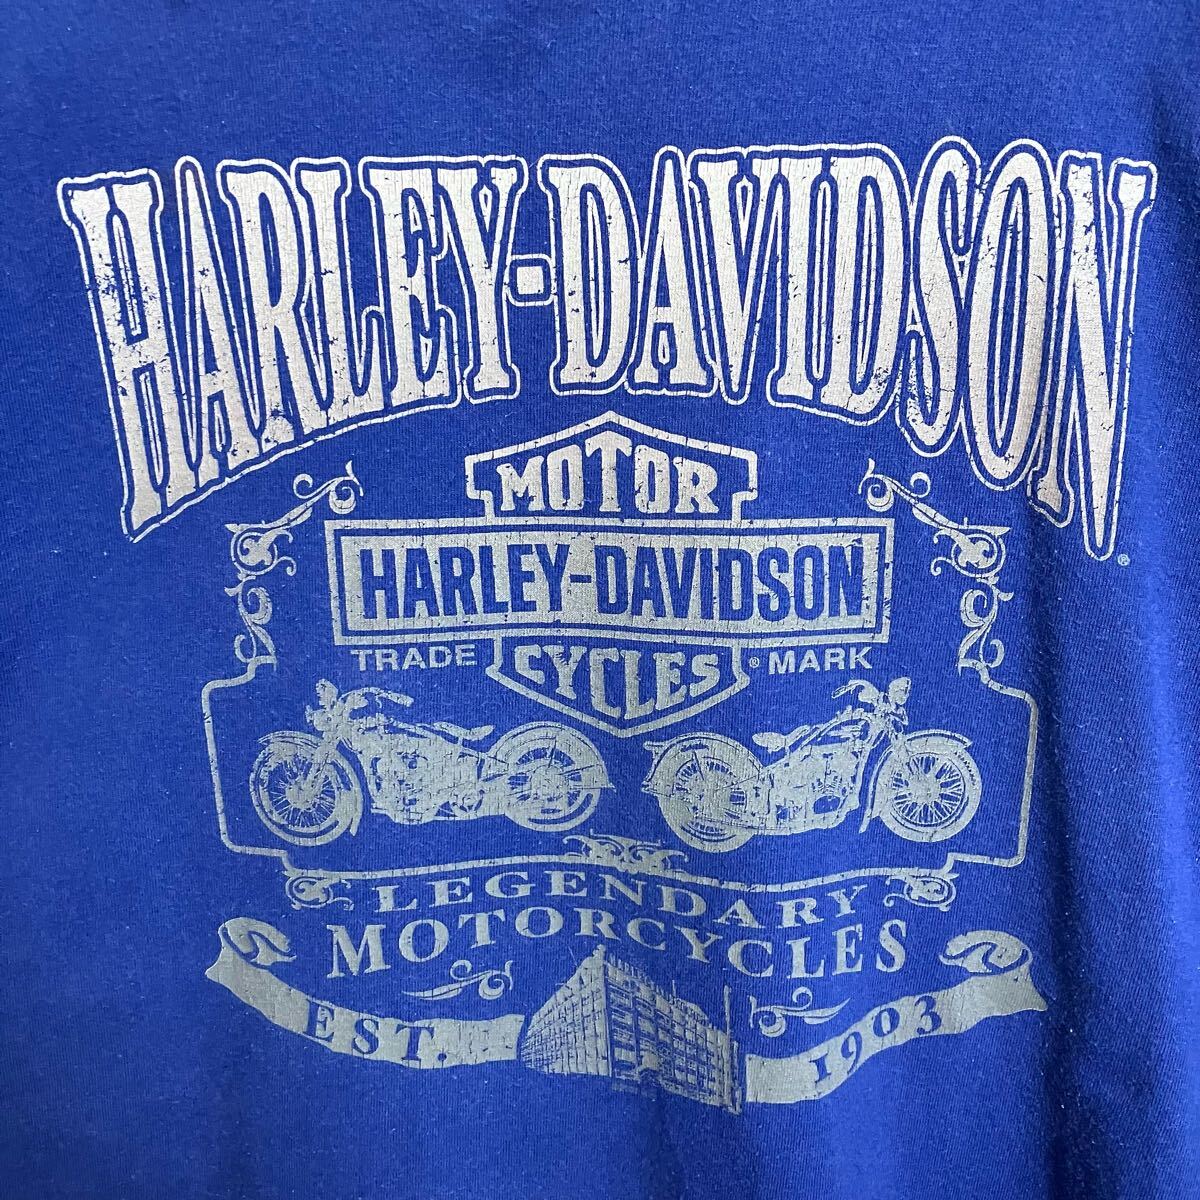 HARLEY-DAVIDSON
®
MOTOR
HARLEY-DAVIDSON
TRADE CYCLES ® MARK
LEGENDARY
MOTORCYCLES
EST. 1903